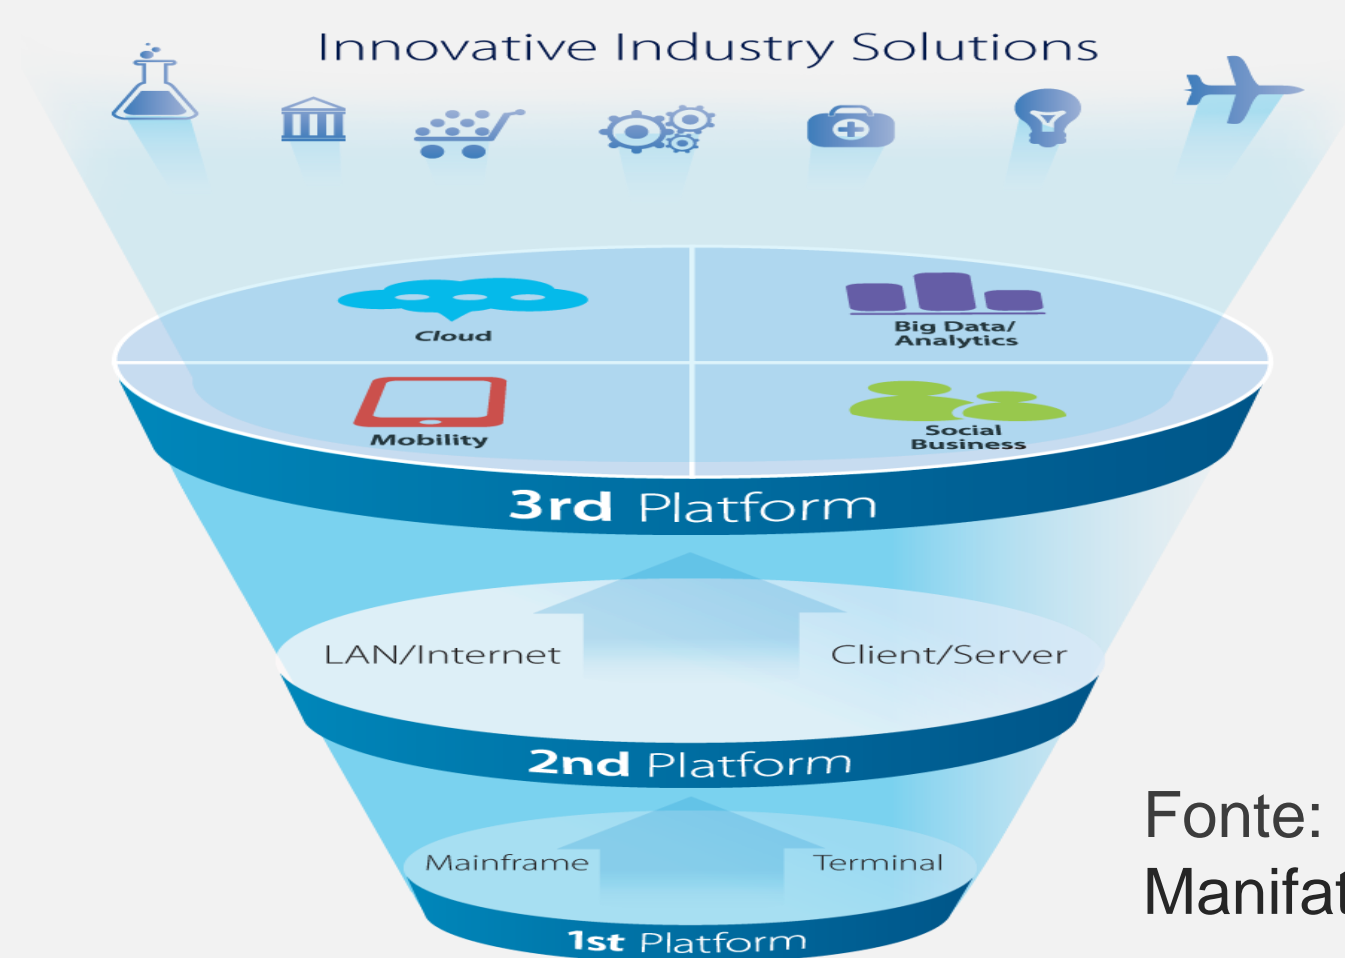 Innovative Industry Solutions
Cloud
Big Data/
Analytics
Mobility
Social
Business
3rd Platform
LAN/Internet
Client/Server
2nd Platform
Mainframe
Terminal
1st Platform
Fonte: